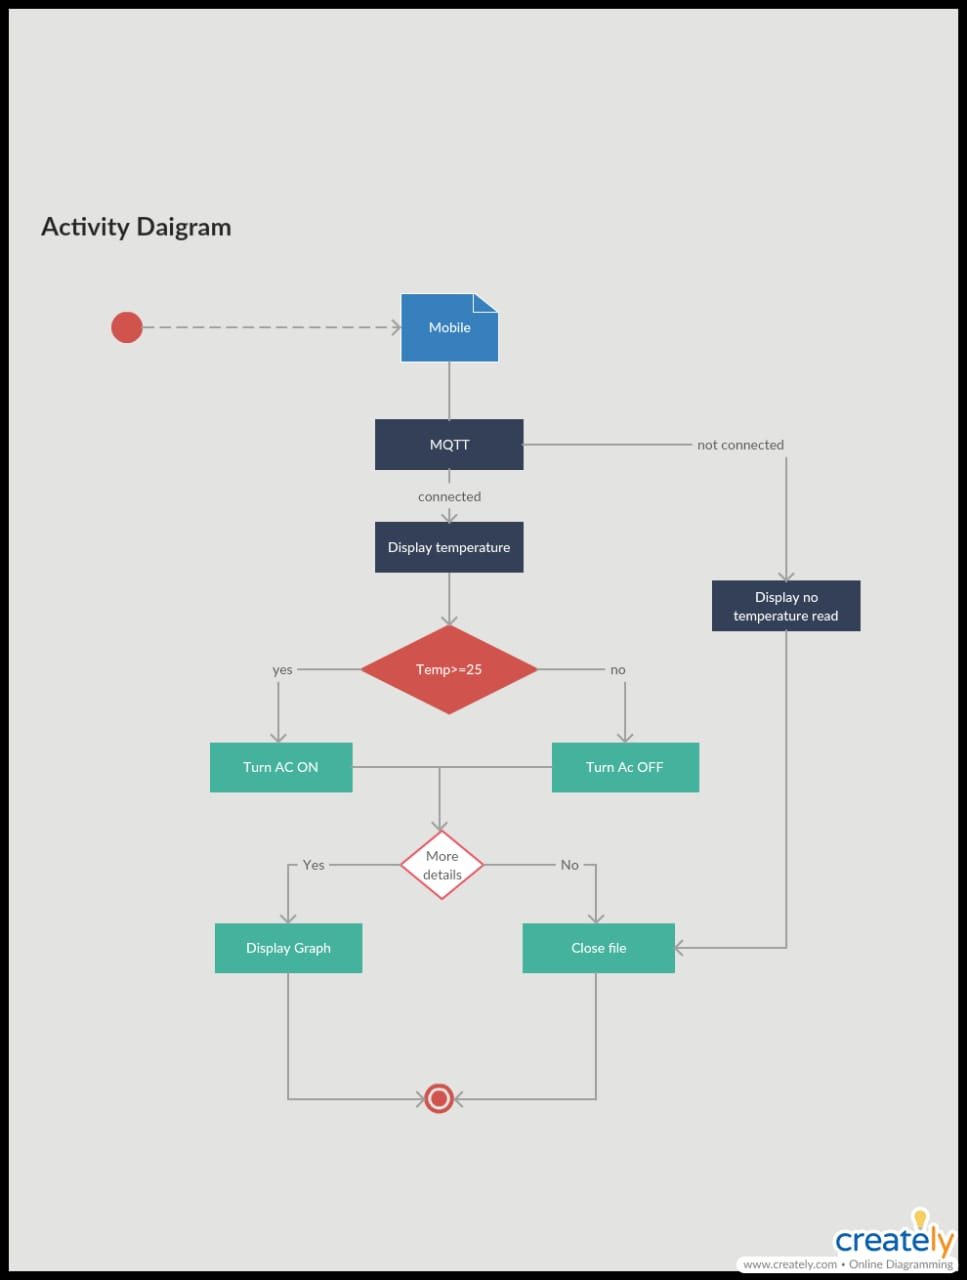 Activity Daigram
Mobile
MQTT
not connected
connected
Display temperature
Display no
temperature read
yes
Temp>=25
no
Turn AC ON
Turn Ac OFF
More
details
Yes
No
Display Graph
Close file
creately
www.creately.com • Online Diagramming